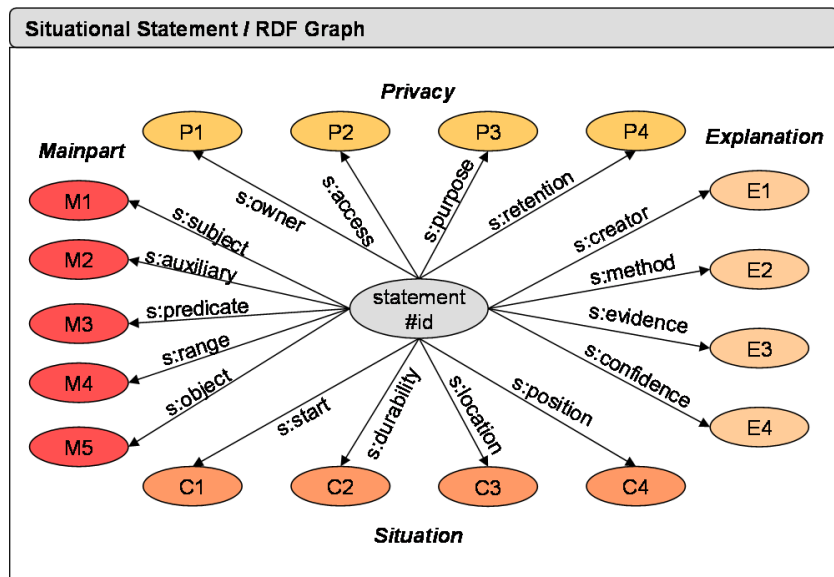 Situational Statement / RDF Graph
Privacy
P1
P2
P3
P4
Mainpart
Explanation
M1
M2
M3
M4
M5
s:subject
s:auxiliary
s:predicate
s:range
s:object
s:owner
s:access
s:purpose
s:retention
statement
#id
s:creator
s:method
s:evidence
s:confidence
E1
E2
E3
E4
s:start
s:durability
s:location
s:position
C1
C2
C3
C4
Situation